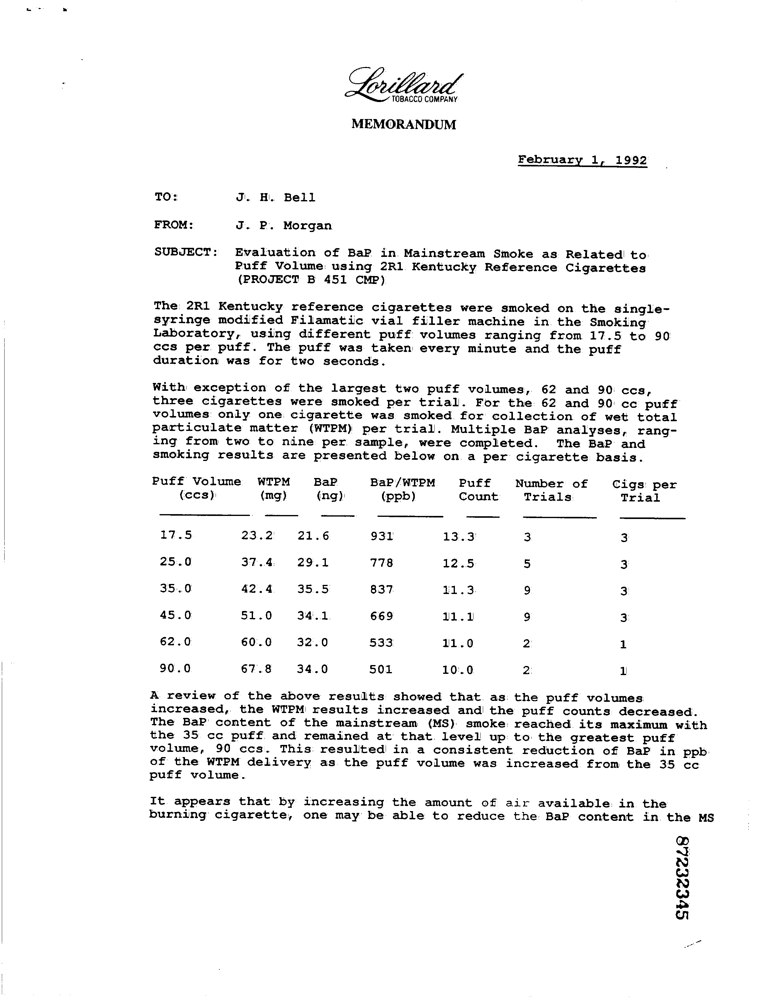 Lorillard
TOBACCO COMPANY
MEMORANDUM
February 1, 1992
TO: J. H. Bell
FROM: J. P. Morgan
SUBJECT: Evaluation of BaP in Mainstream Smoke as Related to
Puff Volume using 2R1 Kentucky Reference Cigarettes
(PROJECT B 451 CMP)
The 2R1 Kentucky reference cigarettes were smoked on the single-
syringe modified Filamatic vial filler machine in the Smoking
Laboratory, using different puff volumes ranging from 17.5 to 90
ccs per puff. The puff was taken every minute and the puff
duration was for two seconds.
With exception of the largest two puff volumes, 62 and 90 ccs,
three cigarettes were smoked per trial. For the 62 and 90 cc puff
volumes only one cigarette was smoked for collection of wet total
particulate matter (WTPM) per trial. Multiple BaP analyses, rang-
ing from two to nine per sample, were completed. The BaP and
smoking results are presented below on a per cigarette basis.
Puff Volume WTPM BaP BaP/WTPM Puff Number of Cigs per
(ccs) (mg) (ng) (ppb) Count Trials Trial
17.5 23.2 21.6 931 13.3 3 3
25.0 37.4 29.1 778 12.5 5 3
35.0 42.4 35.5 837 11.3 9 3
45.0 51.0 34.1 669 11.1 9 3
62.0 60.0 32.0 533 11.0 2 1
90.0 67.8 34.0 501 10.0 2 1
A review of the above results showed that as the puff volumes
increased, the WTPM results increased and the puff counts decreased.
The BaP content of the mainstream (MS) smoke reached its maximum with
the 35 cc puff and remained at that level up to the greatest puff
volume, 90 ccs. This resulted in a consistent reduction of BaP in ppb
of the WTPM delivery as the puff volume was increased from the 35 cc
puff volume.
It appears that by increasing the amount of air available in the
burning cigarette, one may be able to reduce the BaP content in the MS
87232345